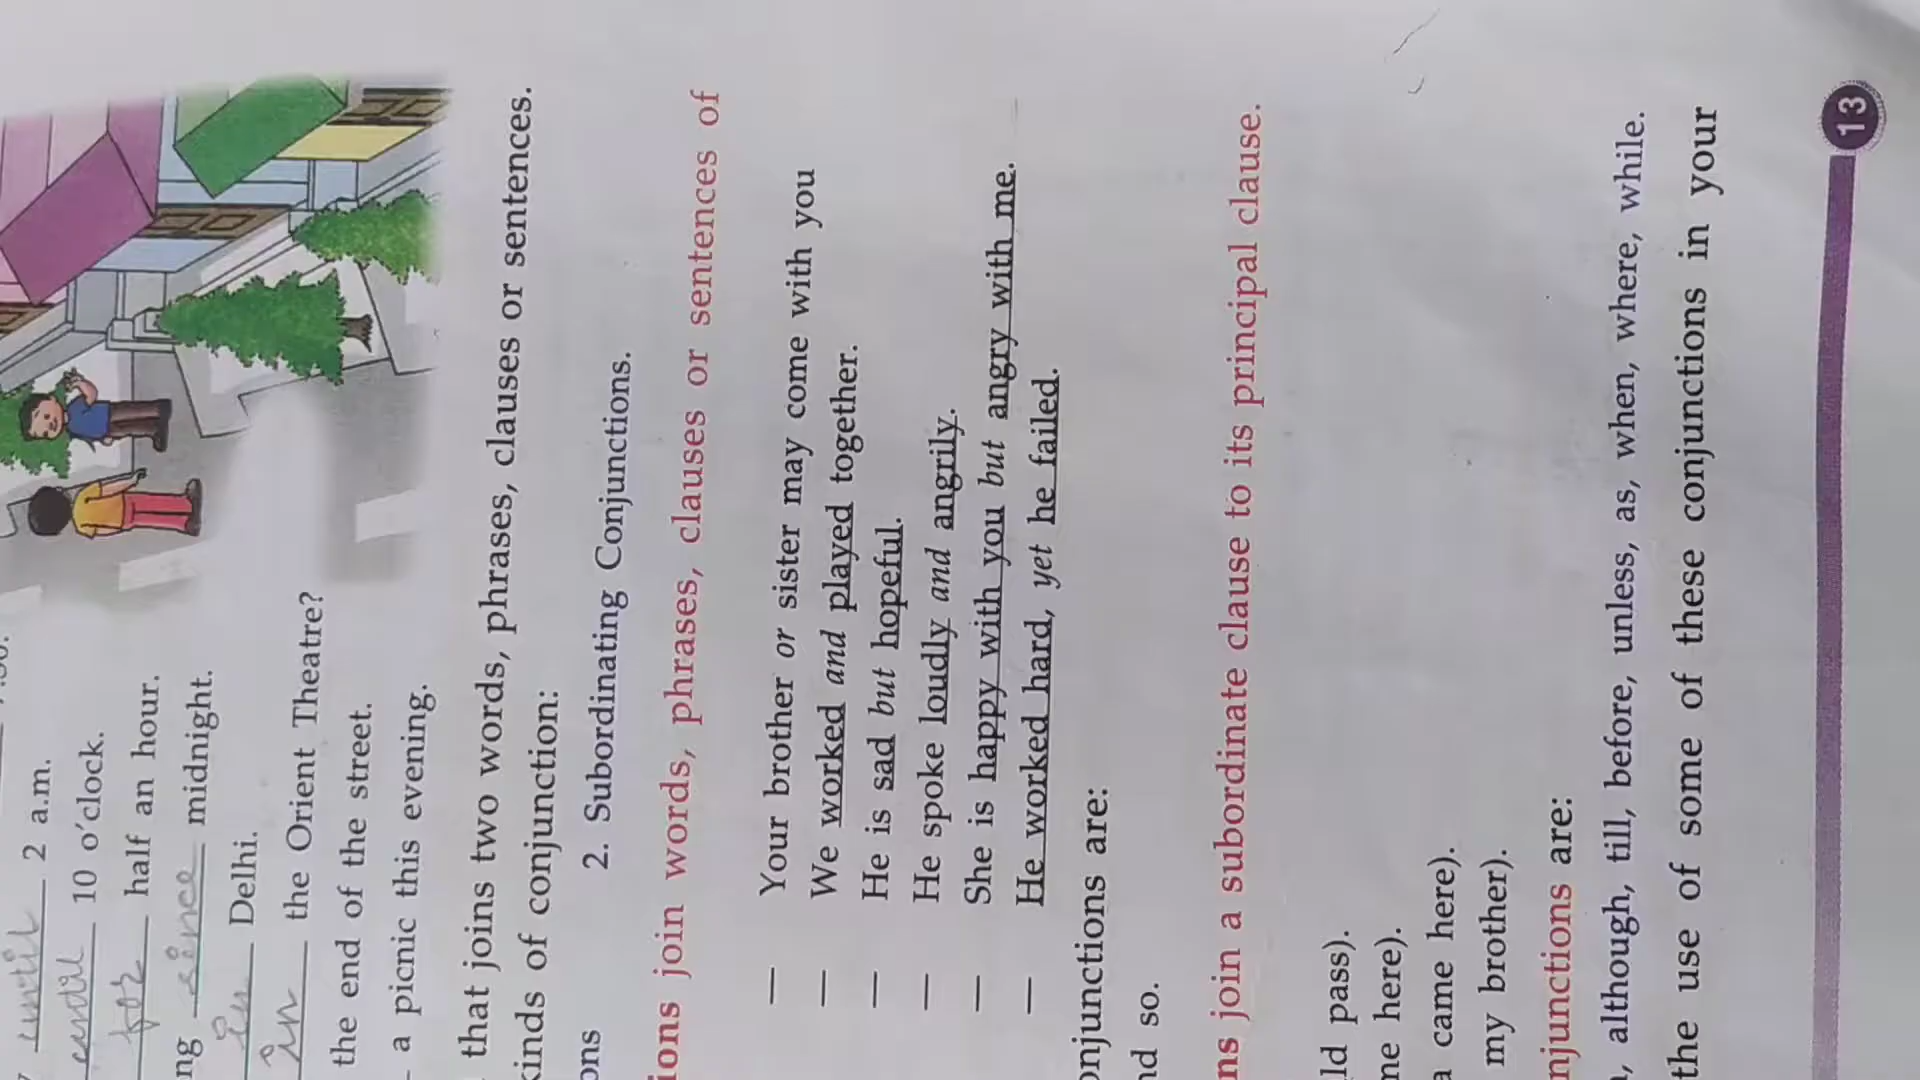 until 2 a.m.
until 10 o'clock.
for half an hour.
ng since midnight.
in Delhi.
in the Orient Theatre?
the end of the street.
a picnic this evening.
that joins two words, phrases, clauses or sentences.
kinds of conjunction:
ons 2. Subordinating Conjunctions.
ions join words, phrases, clauses or sentences of
— Your brother or sister may come with you
— We worked and played together.
— He is sad but hopeful.
— He spoke loudly and angrily.
— She is happy with you but angry with me.
— He worked hard, yet he failed.
onjunctions are:
nd so.
ns join a subordinate clause to its principal clause.
ld pass).
me here).
a came here).
my brother).
njunctions are:
, although, till, before, unless, as, when, where, while.
the use of some of these conjunctions in your
13